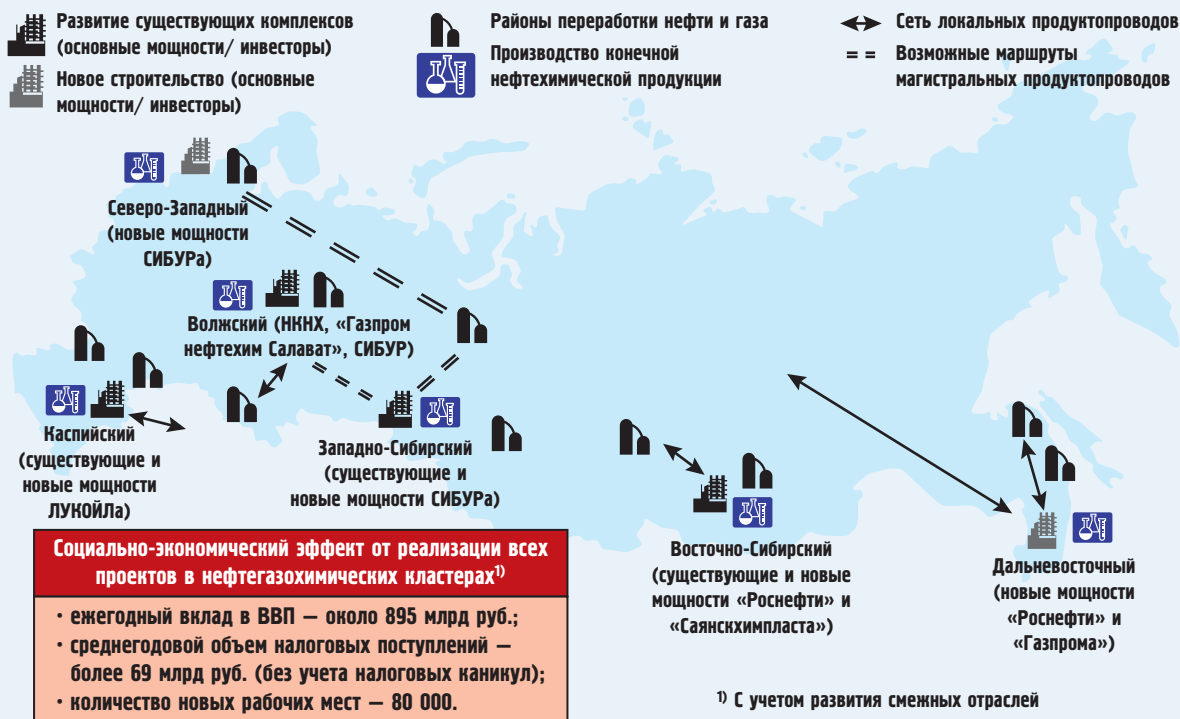 Развитие существующих комплексов
(основные мощности/ инвесторы)
Новое строительство (основные
мощности/ инвесторы)
Районы переработки нефти и газа
Производство конечной
нефтехимической продукции
Сеть локальных продуктопроводов
Возможные маршруты
магистральных продуктопроводов
Северо-Западный
(новые мощности
СИБУРа)
Волжский (НКНХ, «Газпром
нефтехим Салават», СИБУР)
Каспийский
(существующие и
новые мощности
ЛУКОЙЛа)
Западно-Сибирский
(существующие и
новые мощности СИБУРа)
Восточно-Сибирский
(существующие и новые
мощности «Роснефти» и
«Саянскхимпласта»)
Дальневосточный
(новые мощности
«Роснефти» и
«Газпрома»)
Социально-экономический эффект от реализации всех
проектов в нефтегазохимических кластерах¹⁾
· ежегодный вклад в ВВП — около 895 млрд руб.;
· среднегодовой объем налоговых поступлений —
более 69 млрд руб. (без учета налоговых каникул);
· количество новых рабочих мест — 80 000.
¹⁾ С учетом развития смежных отраслей